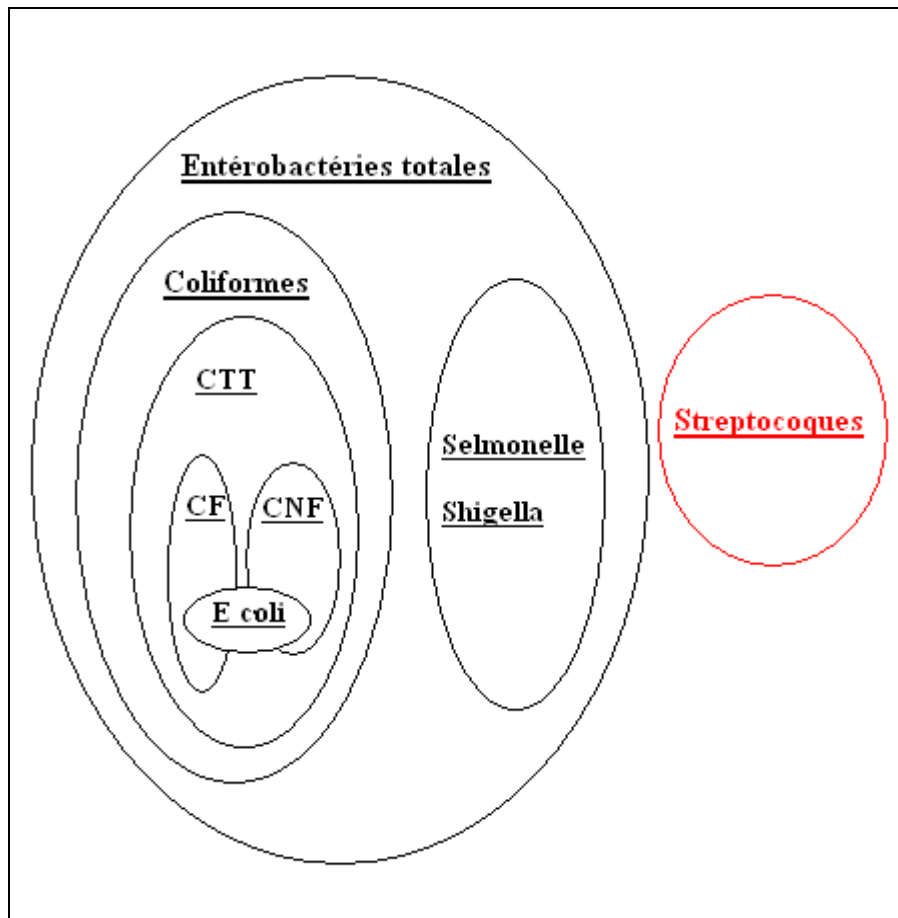 Entérobactéries totales
Coliformes
CTT
CF
CNF
E coli
Selmonelle
Shigella
Streptocoques